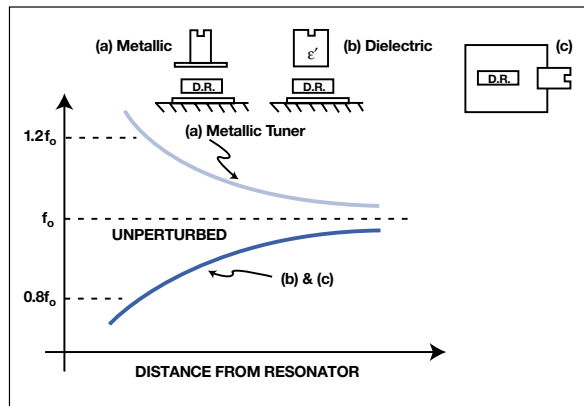 (a) Metallic
(b) Dielectric
(c)
ε′
D.R.
D.R.
D.R.
(a) Metallic Tuner
1.2fo
fo
UNPERTURBED
(b) & (c)
0.8fo
DISTANCE FROM RESONATOR